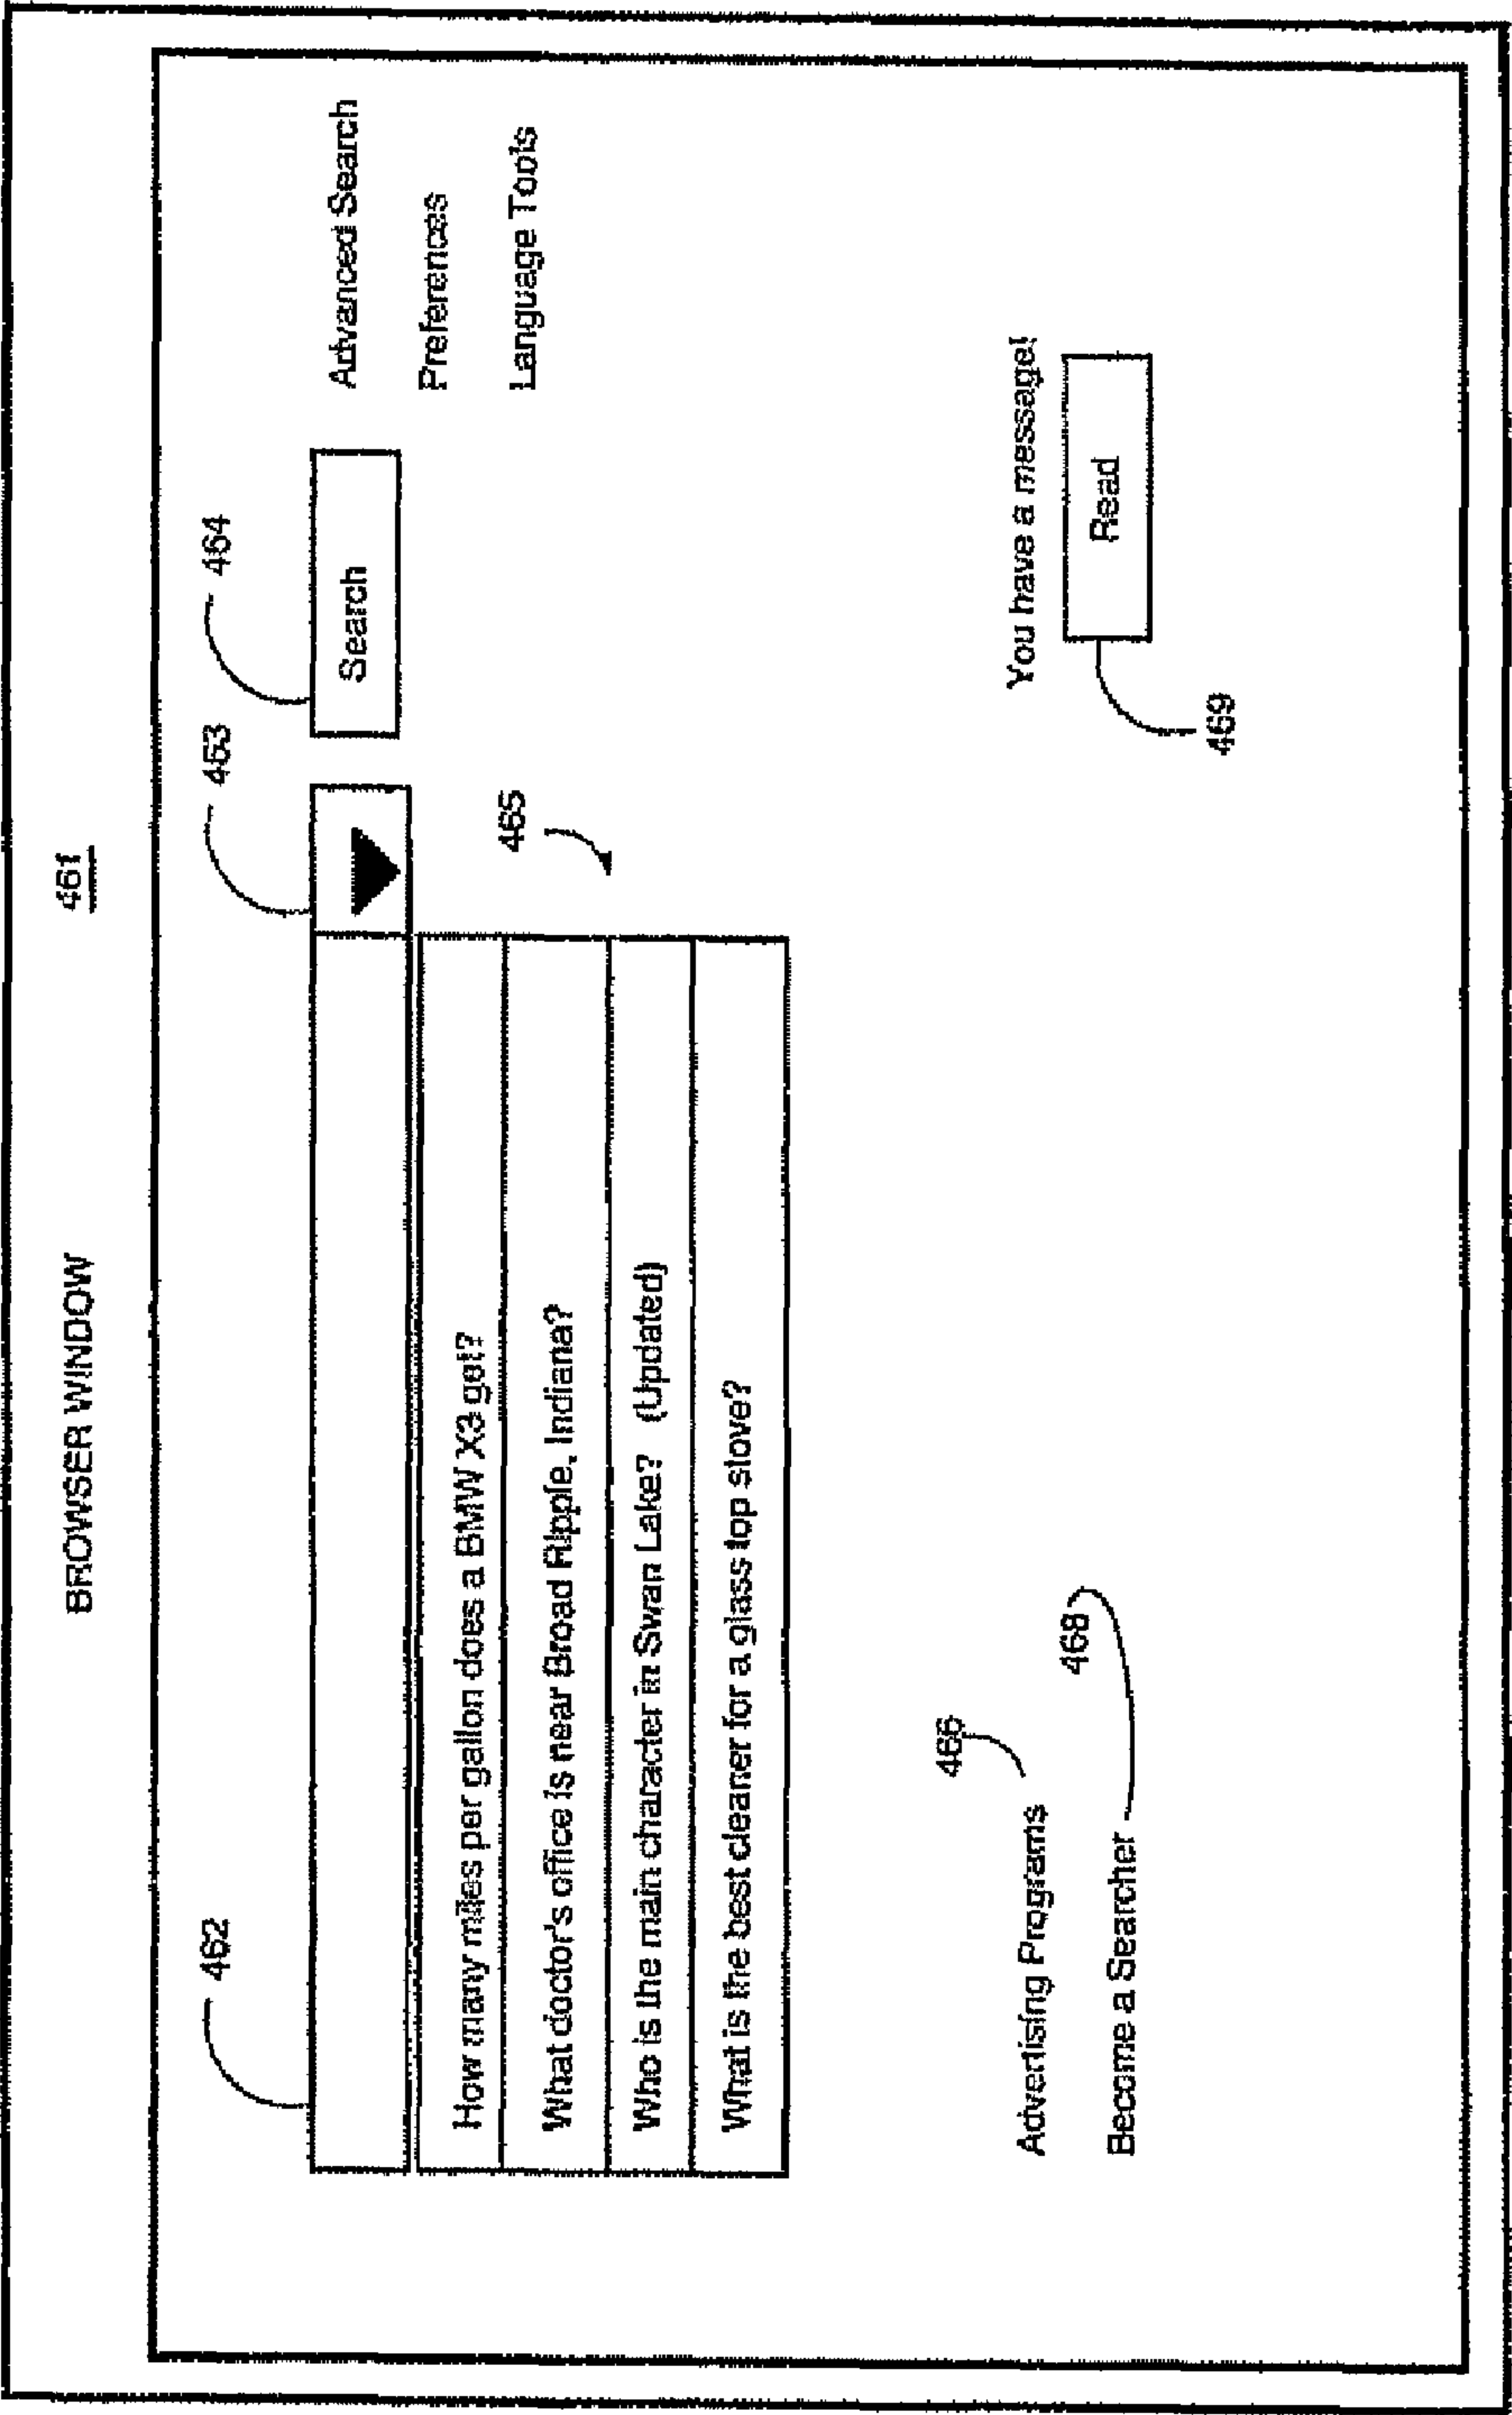 BROWSER WINDOW 461
462 463 464
Search Advanced Search
How many miles per gallon does a BMW X3 get? Preferences
465
What doctor's office is near Broad Ripple, Indiana? Language Tools
Who is the main character in Swan Lake? (Updated)
What is the best cleaner for a glass top stove?
466
Advertising Programs You have a message!
468
Become a Searcher Read
469